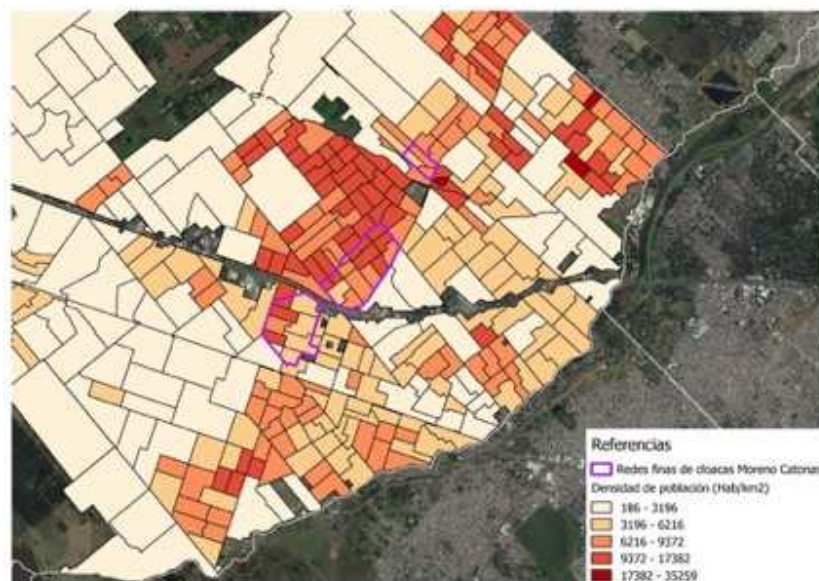 Referencias
Redes finas de cloacas Moreno Catonas
Densidad de población (Hab/km2)
186 - 3196
3196 - 6216
6216 - 9372
9372 - 17382
17382 - 35259